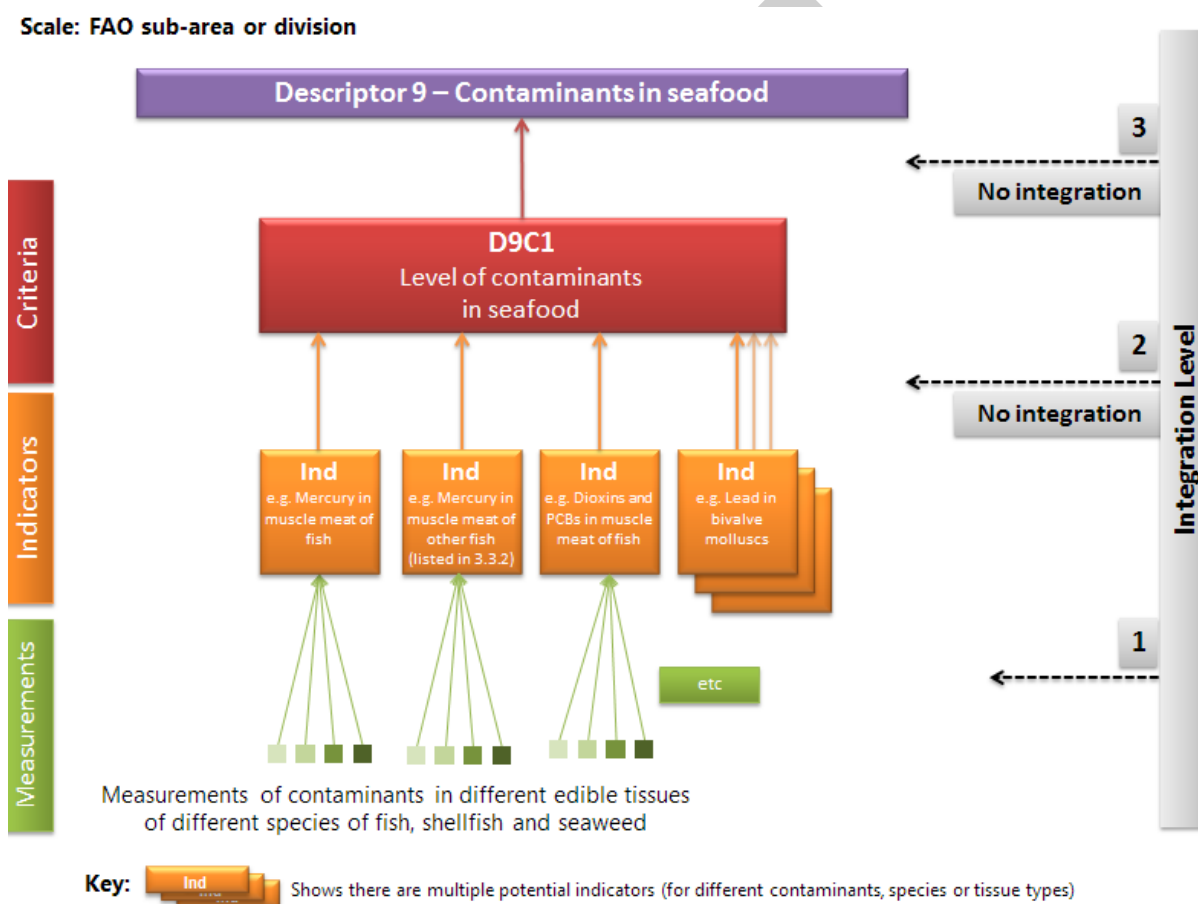 Scale: FAO sub-area or division
Descriptor 9 – Contaminants in seafood
3
No integration
Criteria
D9C1
Level of contaminants
in seafood
2
No integration
Integration Level
Indicators
Ind
e.g. Mercury in
muscle meat of
fish
Ind
e.g. Mercury in
muscle meat of
other fish
(listed in 3.3.2)
Ind
e.g. Dioxins and
PCBs in muscle
meat of fish
Ind
e.g. Lead in
bivalve
molluscs
1
Measurements
etc
Measurements of contaminants in different edible tissues
of different species of fish, shellfish and seaweed
Key:
Ind
Shows there are multiple potential indicators (for different contaminants, species or tissue types)